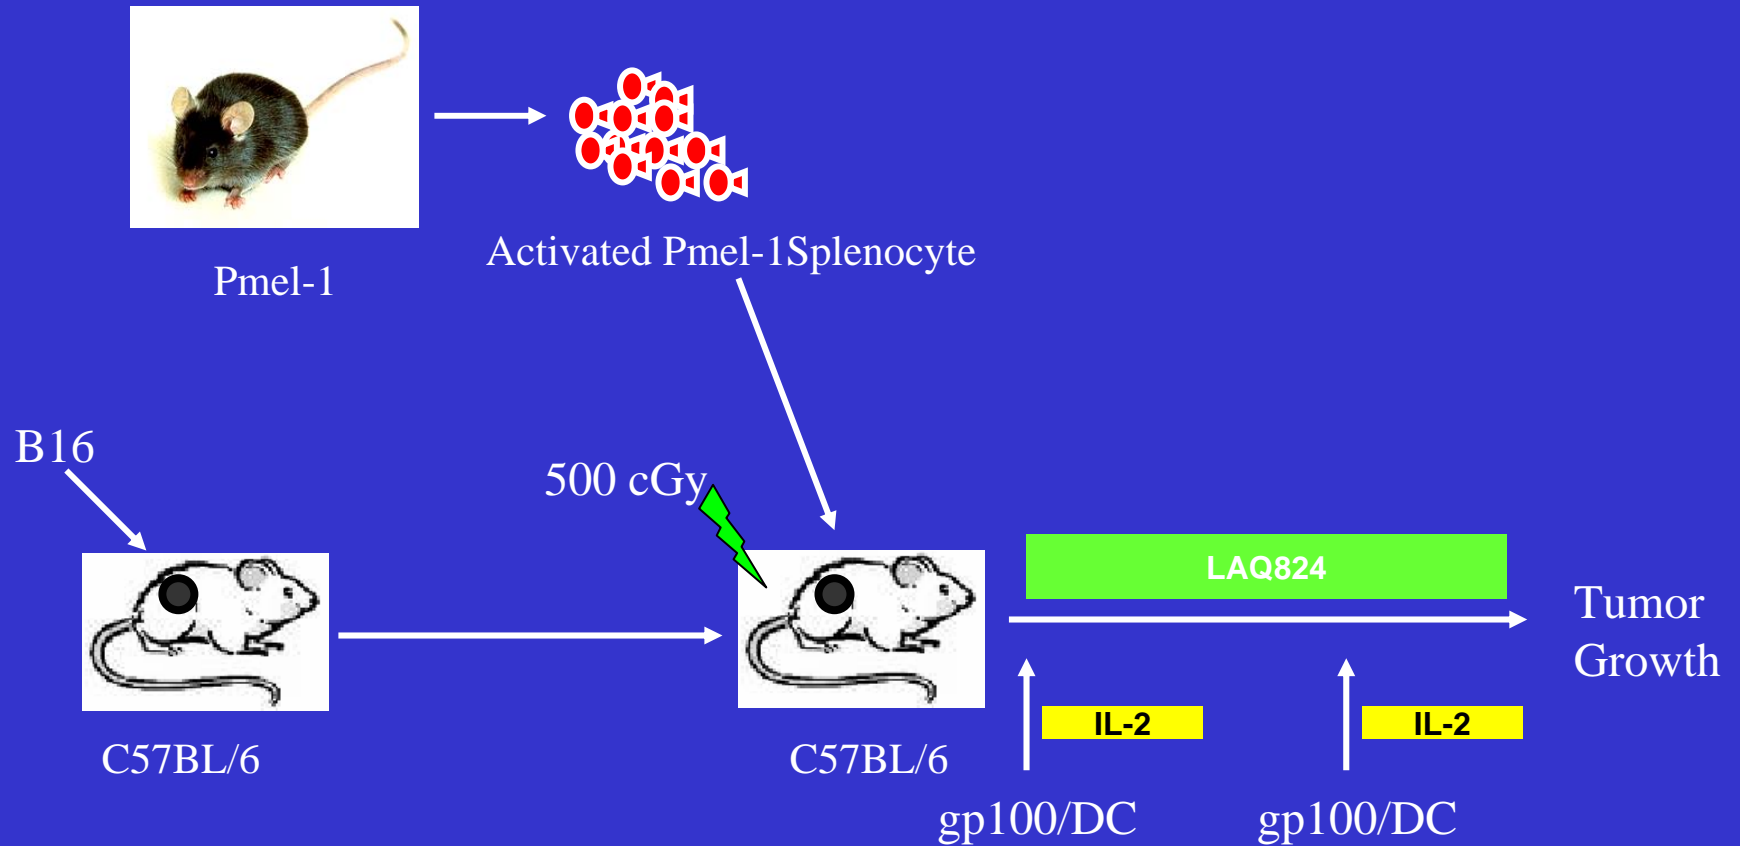 Pmel-1
Activated Pmel-1Splenocyte
B16
500 cGy
LAQ824
Tumor
Growth
IL-2
IL-2
C57BL/6
C57BL/6
gp100/DC
gp100/DC